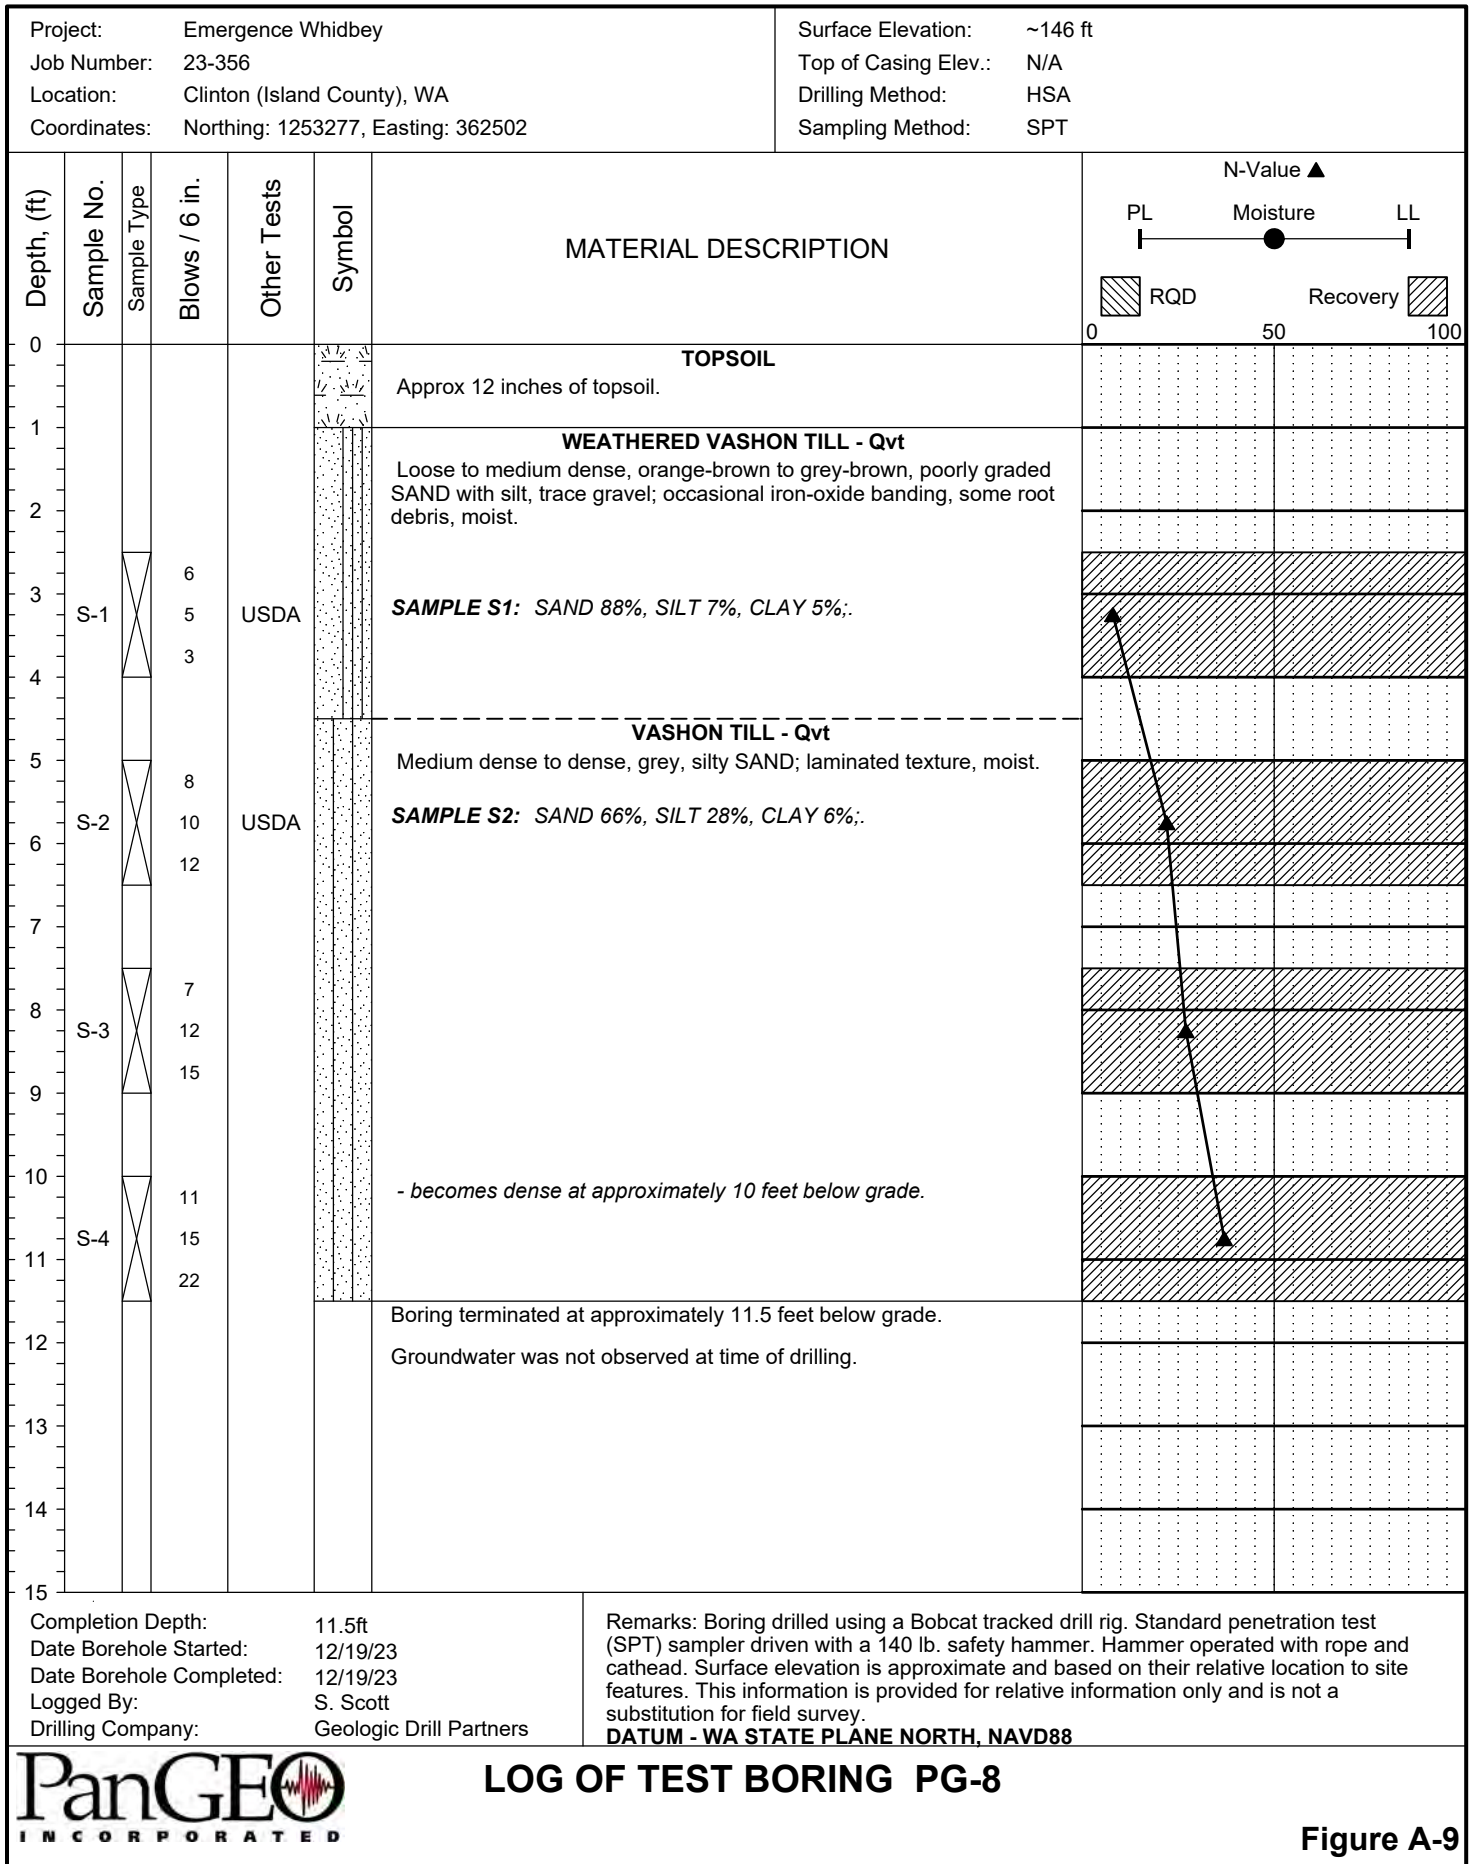 Project: Emergence Whidbey
Job Number: 23-356
Location: Clinton (Island County), WA
Coordinates: Northing: 1253277, Easting: 362502
Surface Elevation: ~146 ft
Top of Casing Elev.: N/A
Drilling Method: HSA
Sampling Method: SPT
Depth, (ft)
Sample No.
Sample Type
Blows / 6 in.
Other Tests
Symbol
MATERIAL DESCRIPTION
N-Value ▲
PL Moisture LL
RQD Recovery
0 50 100
0
TOPSOIL
Approx 12 inches of topsoil.
1
WEATHERED VASHON TILL - Qvt
Loose to medium dense, orange-brown to grey-brown, poorly graded
SAND with silt, trace gravel; occasional iron-oxide banding, some root
2
debris, moist.
6
3
S-1 5 USDA SAMPLE S1: SAND 88%, SILT 7%, CLAY 5%;.
3
4
VASHON TILL - Qvt
5
Medium dense to dense, grey, silty SAND; laminated texture, moist.
8
S-2 10 USDA SAMPLE S2: SAND 66%, SILT 28%, CLAY 6%;.
6
12
7
7
8
S-3 12
15
9
10
11 - becomes dense at approximately 10 feet below grade.
S-4 15
11
22
Boring terminated at approximately 11.5 feet below grade.
12
Groundwater was not observed at time of drilling.
13
14
15
Completion Depth: 11.5ft
Date Borehole Started: 12/19/23
Date Borehole Completed: 12/19/23
Logged By: S. Scott
Drilling Company: Geologic Drill Partners
Remarks: Boring drilled using a Bobcat tracked drill rig. Standard penetration test
(SPT) sampler driven with a 140 lb. safety hammer. Hammer operated with rope and
cathead. Surface elevation is approximate and based on their relative location to site
features. This information is provided for relative information only and is not a
substitution for field survey.
DATUM - WA STATE PLANE NORTH, NAVD88
PanGEO
INCORPORATED
LOG OF TEST BORING PG-8
Figure A-9